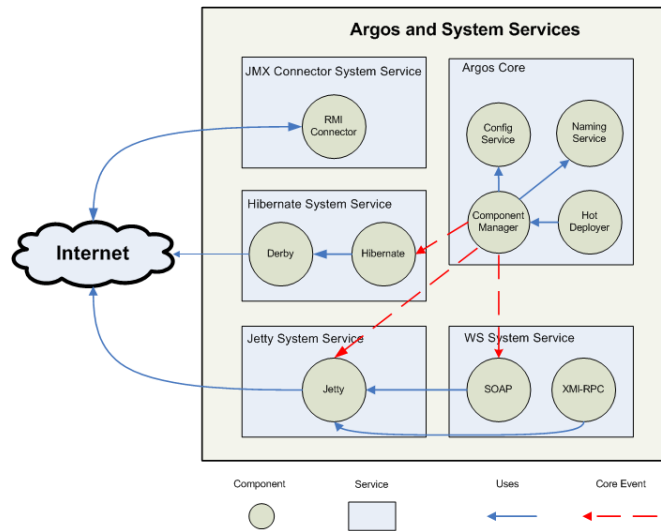 Argos and System Services
JMX Connector System Service
Argos Core
RMI
Connector
Config
Service
Naming
Service
Hibernate System Service
Component
Manager
Hot
Deployer
Internet
Derby
Hibernate
Jetty System Service
WS System Service
Jetty
SOAP
XMl-RPC
Component
Service
Uses
Core Event